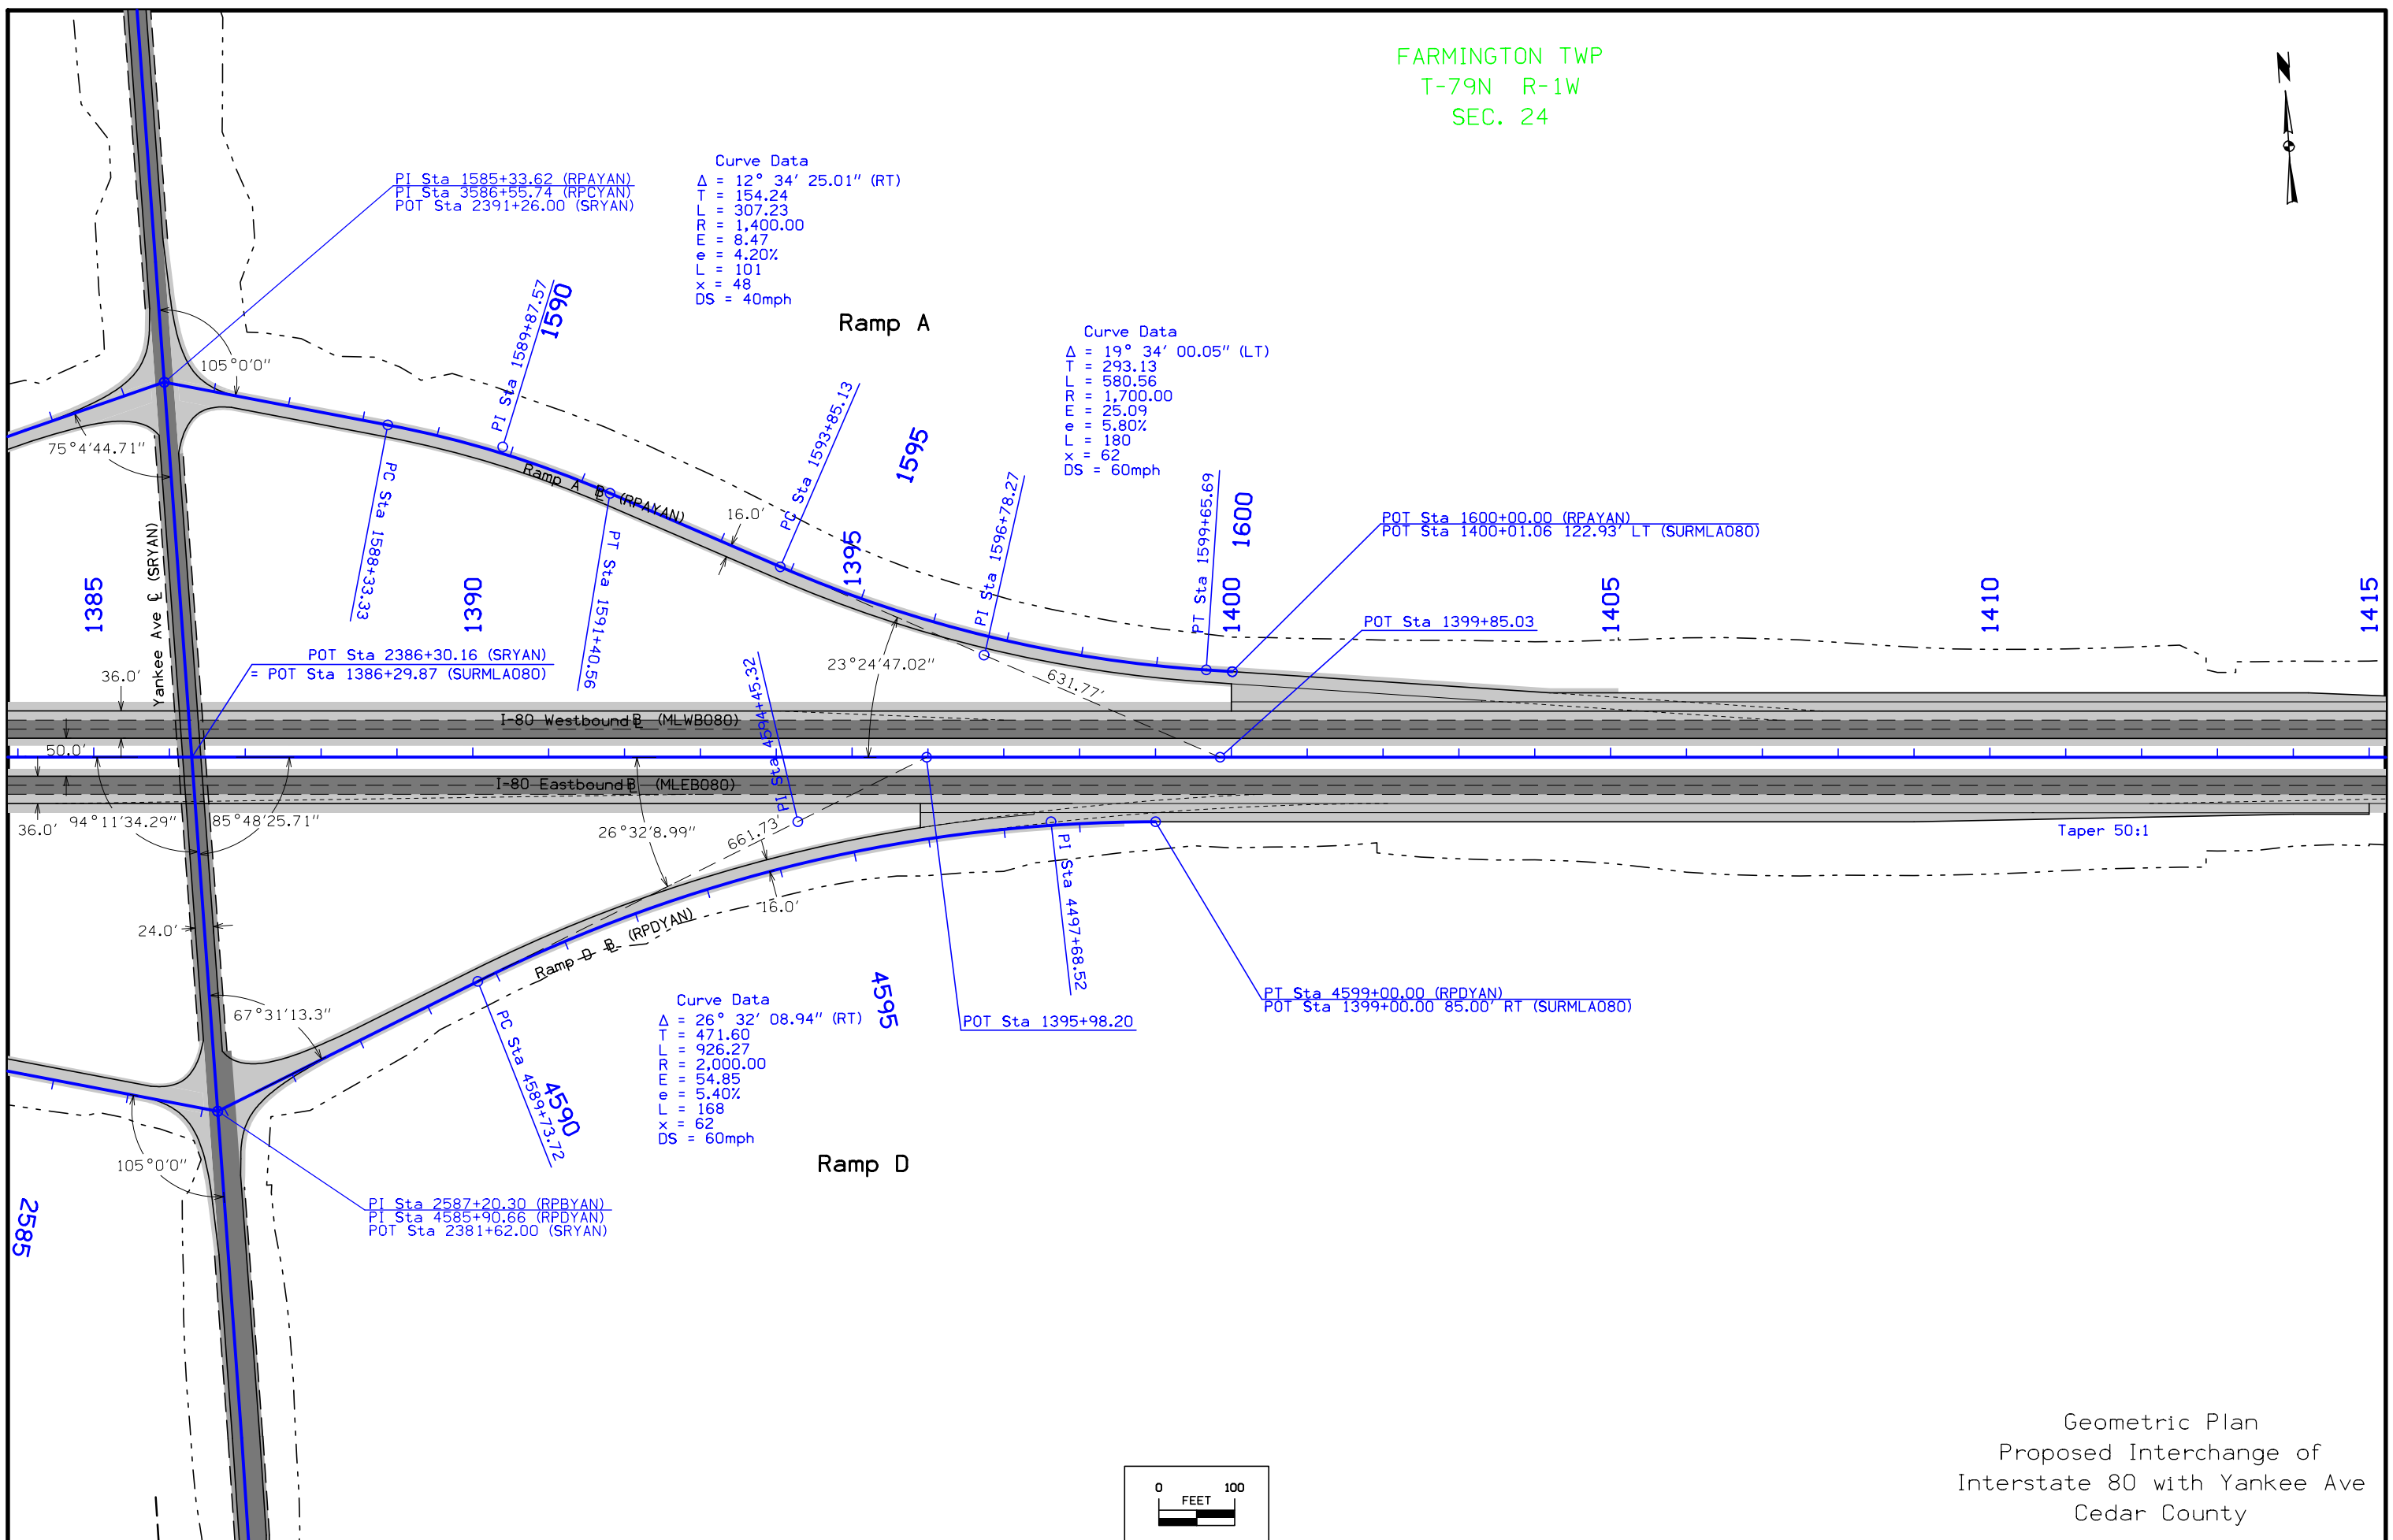 FARMINGTON TWP
T-79N R-1W
SEC. 24
N
PI Sta 1585+33.62 (RPAYAN)
PI Sta 3586+55.74 (RPCYAN)
POT Sta 2391+26.00 (SRYAN)
Curve Data
Δ = 12° 34' 25.01" (RT)
T = 154.24
L = 307.23
R = 1,400.00
E = 8.47
e = 4.20%
L = 101
x = 48
DS = 40mph
Ramp A
Curve Data
Δ = 19° 34' 00.05" (LT)
T = 293.13
L = 580.56
R = 1,700.00
E = 25.09
e = 5.80%
L = 180
x = 62
DS = 60mph
PI Sta 1589+87.57
1590
105°0'0"
75°4'44.71"
PC Sta 1588+33.33
Ramp A ℄ (RPAYAN)
PT Sta 1591+40.56
16.0'
PC Sta 1593+85.13
1595
PI Sta 1596+78.27
PT Sta 1599+65.69
1600
POT Sta 1600+00.00 (RPAYAN)
POT Sta 1400+01.06 122.93' LT (SURMLA080)
POT Sta 1399+85.03
Yankee Ave ℄ (SRYAN)
1385
1390
1395
1400
1405
1410
1415
POT Sta 2386+30.16 (SRYAN)
= POT Sta 1386+29.87 (SURMLA080)
23°24'47.02"
631.77'
PI Sta 4594+45.32
36.0'
I-80 Westbound ℄ (MLWB080)
50.0'
I-80 Eastbound ℄ (MLEB080)
36.0'
94°11'34.29"
85°48'25.71"
26°32'8.99"
661.73'
16.0'
Taper 50:1
24.0'
Ramp D ℄ (RPDYAN)
PI Sta 4497+68.52
PT Sta 4599+00.00 (RPDYAN)
POT Sta 1399+00.00 85.00' RT (SURMLA080)
POT Sta 1395+98.20
4595
67°31'13.3"
PC Sta 4589+73.72
4590
Curve Data
Δ = 26° 32' 08.94" (RT)
T = 471.60
L = 926.27
R = 2,000.00
E = 54.85
e = 5.40%
L = 168
x = 62
DS = 60mph
Ramp D
105°0'0"
PI Sta 2587+20.30 (RPBYAN)
PI Sta 4585+90.66 (RPDYAN)
POT Sta 2381+62.00 (SRYAN)
2585
0 100
FEET
Geometric Plan
Proposed Interchange of
Interstate 80 with Yankee Ave
Cedar County